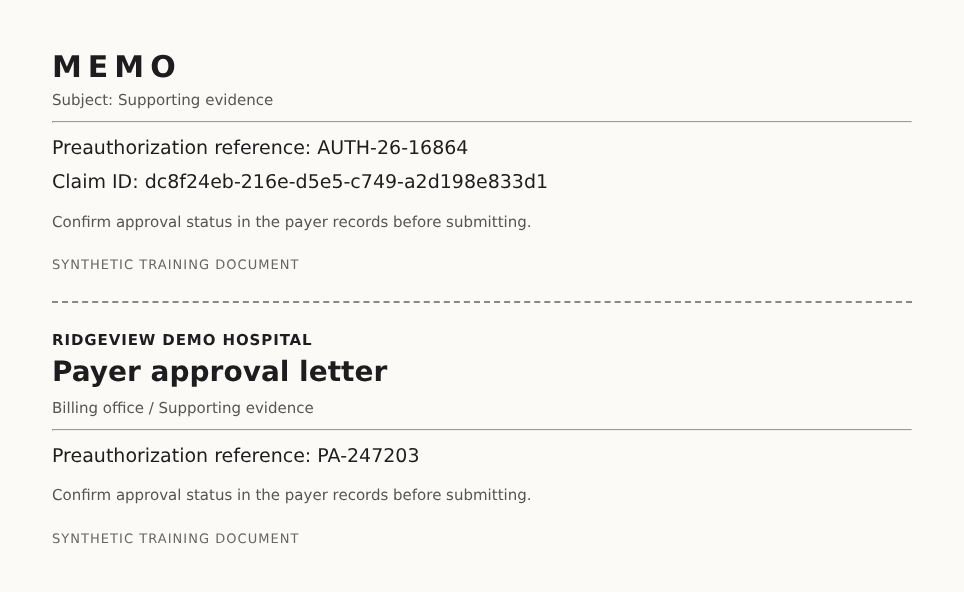 MEMO
Subject: Supporting evidence
Preauthorization reference: AUTH-26-16864
Claim ID: dc8f24eb-216e-d5e5-c749-a2d198e833d1
Confirm approval status in the payer records before submitting.
SYNTHETIC TRAINING DOCUMENT
RIDGEVIEW DEMO HOSPITAL
Payer approval letter
Billing office / Supporting evidence
Preauthorization reference: PA-247203
Confirm approval status in the payer records before submitting.
SYNTHETIC TRAINING DOCUMENT